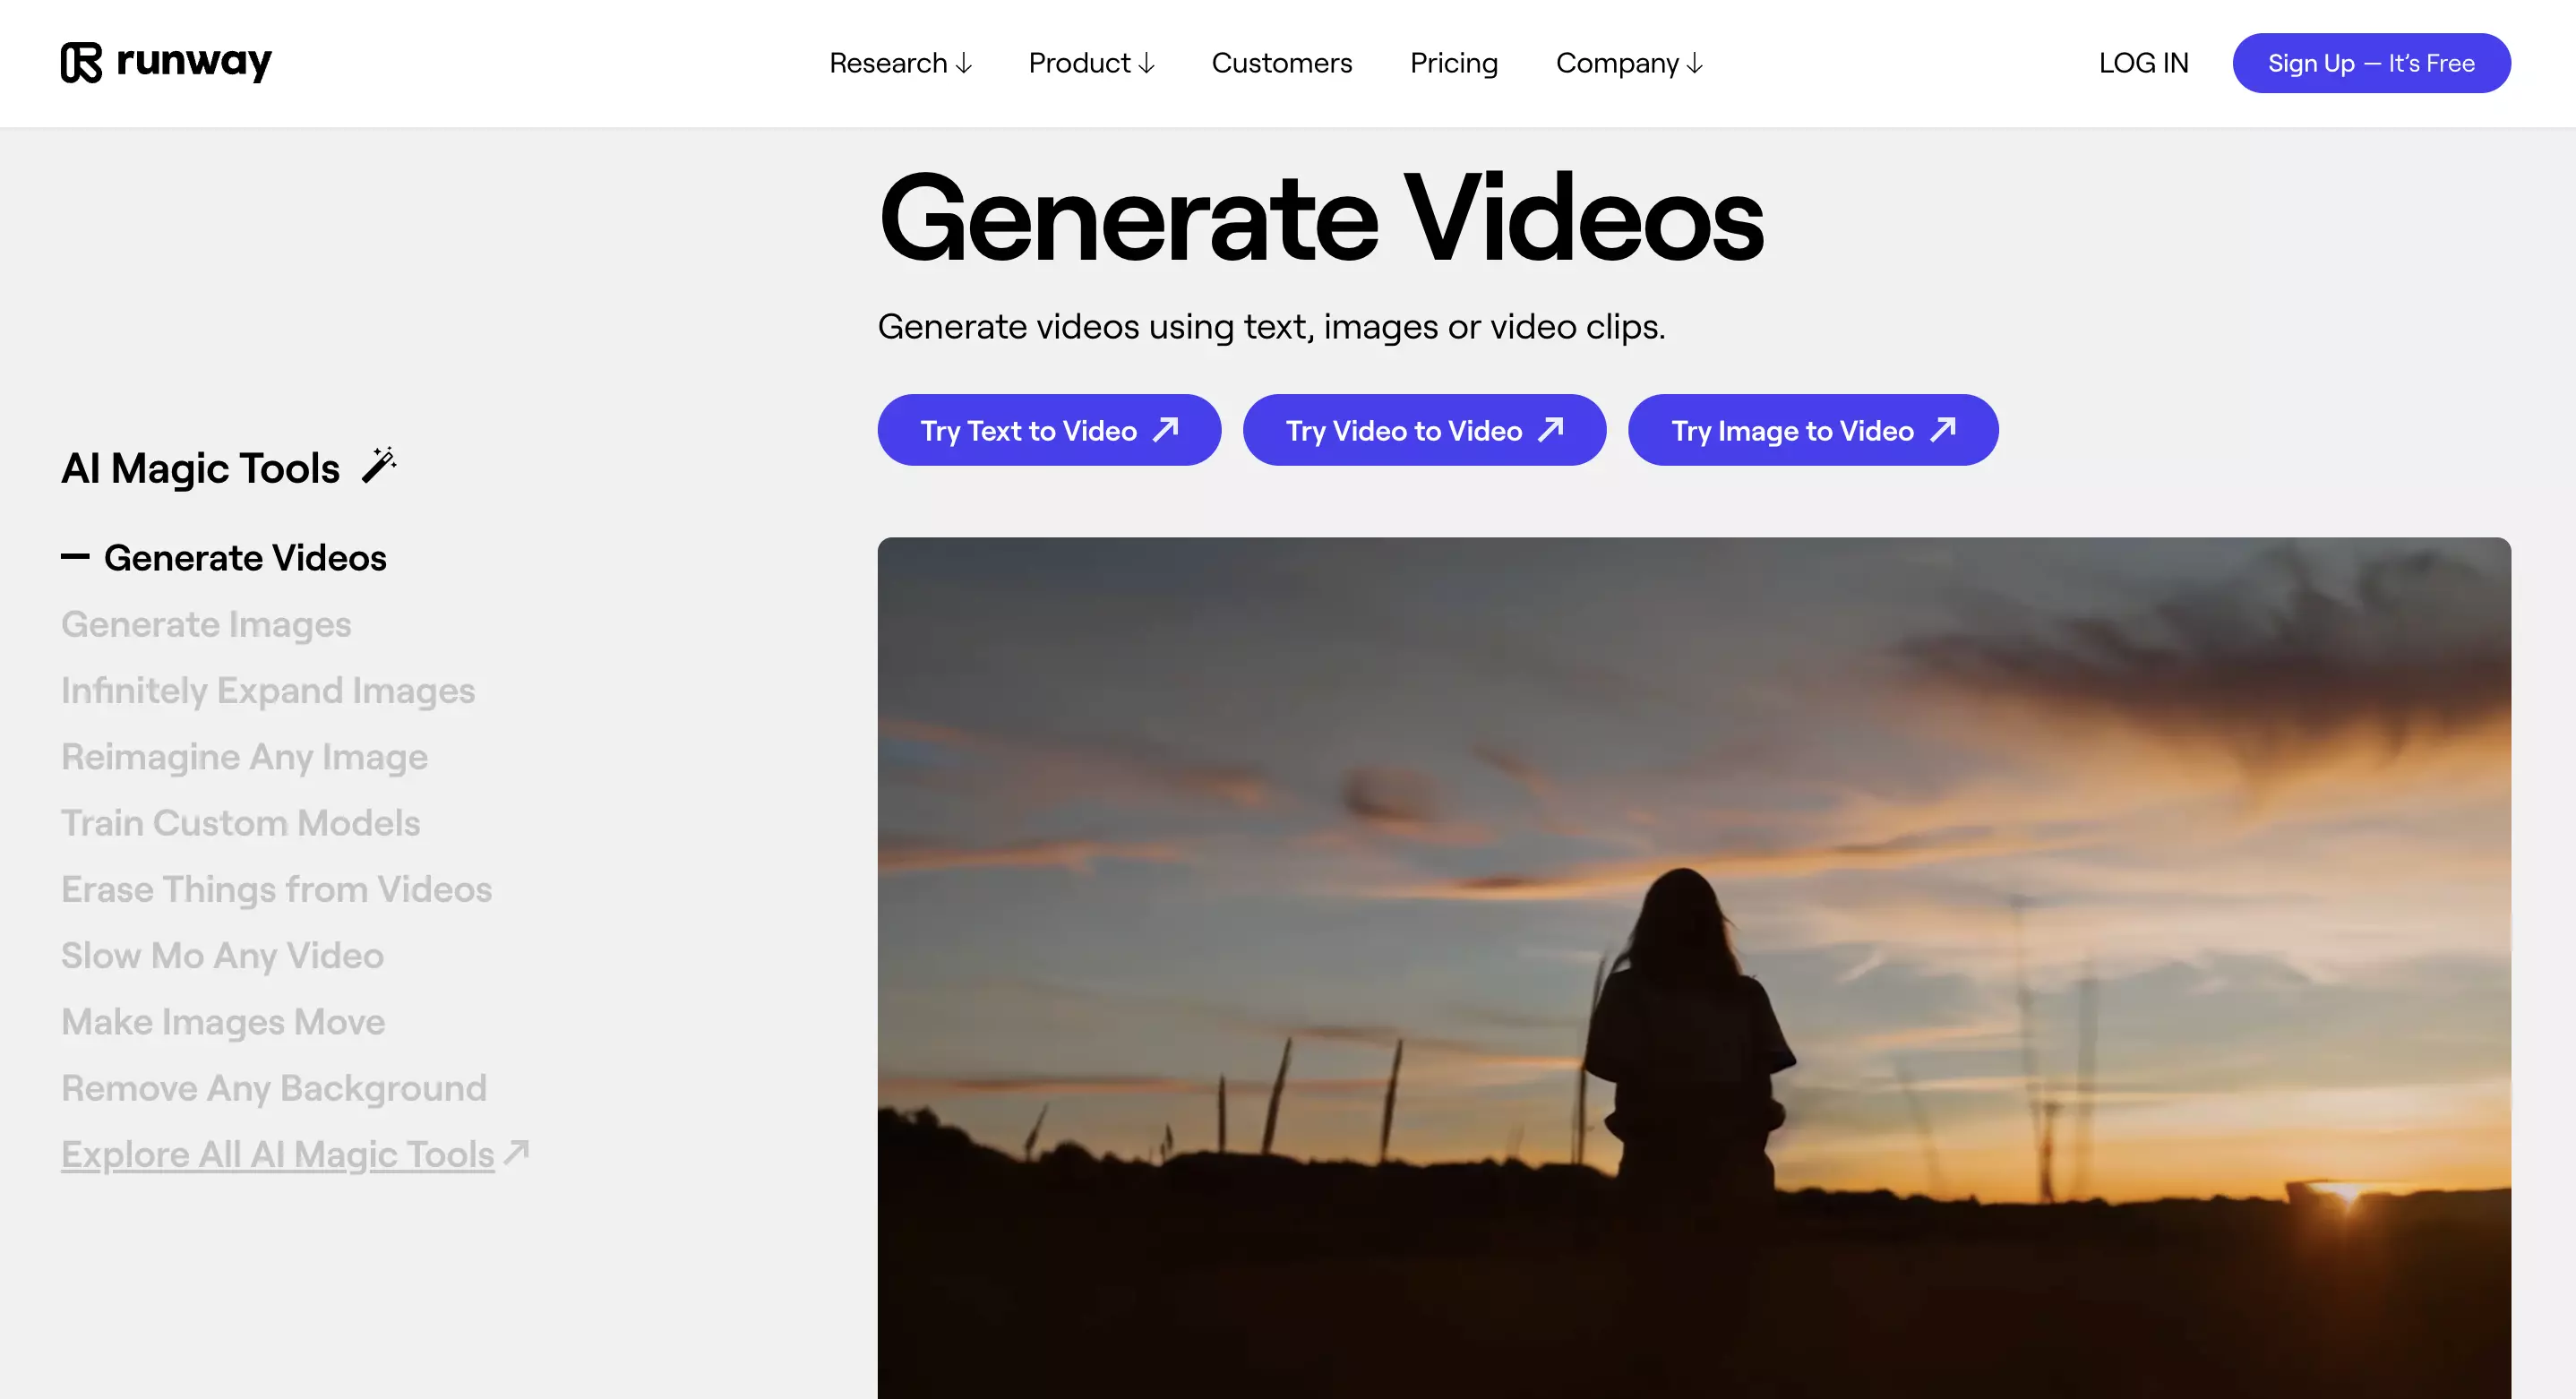 runway
Research ↓ Product ↓ Customers Pricing Company ↓
LOG IN
Sign Up — It’s Free
Generate Videos
Generate videos using text, images or video clips.
Try Text to Video ↗ Try Video to Video ↗ Try Image to Video ↗
AI Magic Tools
— Generate Videos
Generate Images
Infinitely Expand Images
Reimagine Any Image
Train Custom Models
Erase Things from Videos
Slow Mo Any Video
Make Images Move
Remove Any Background
Explore All AI Magic Tools ↗